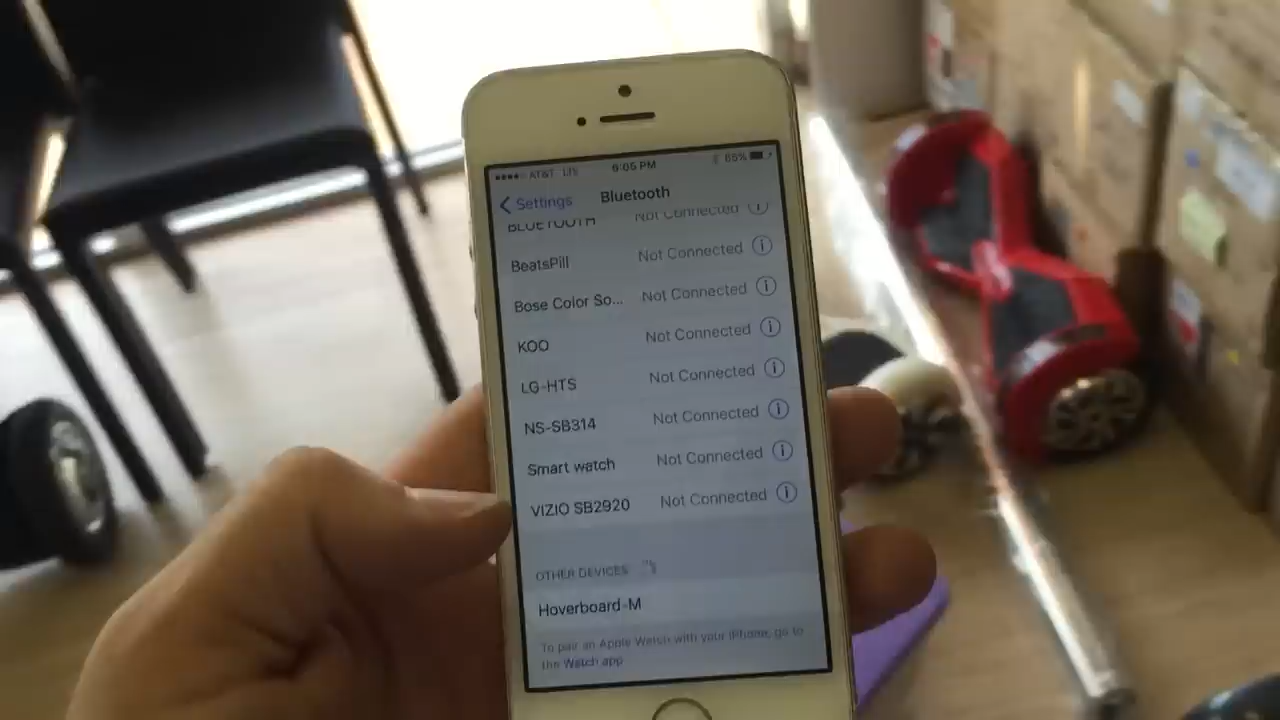 AT&T LTE 6:05 PM 65%
Settings Bluetooth
BLUETOOTH Not Connected
BeatsPill Not Connected
Bose Color So... Not Connected
KOO Not Connected
LG-HTS Not Connected
NS-SB314 Not Connected
Smart watch Not Connected
VIZIO SB2920 Not Connected
OTHER DEVICES
Hoverboard-M
To pair an Apple Watch with your iPhone, go to
the Watch app